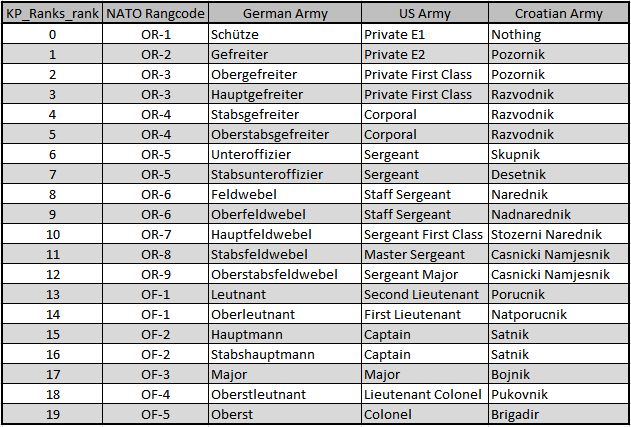 KP_Ranks_rank NATO Rangcode German Army US Army Croatian Army
0 OR-1 Schütze Private E1 Nothing
1 OR-2 Gefreiter Private E2 Pozornik
2 OR-3 Obergefreiter Private First Class Pozornik
3 OR-3 Hauptgefreiter Private First Class Razvodnik
4 OR-4 Stabsgefreiter Corporal Razvodnik
5 OR-4 Oberstabsgefreiter Corporal Razvodnik
6 OR-5 Unteroffizier Sergeant Skupnik
7 OR-5 Stabsunteroffizier Sergeant Desetnik
8 OR-6 Feldwebel Staff Sergeant Narednik
9 OR-6 Oberfeldwebel Staff Sergeant Nadnarednik
10 OR-7 Hauptfeldwebel Sergeant First Class Stozerni Narednik
11 OR-8 Stabsfeldwebel Master Sergeant Casnicki Namjesnik
12 OR-9 Oberstabsfeldwebel Sergeant Major Casnicki Namjesnik
13 OF-1 Leutnant Second Lieutenant Porucnik
14 OF-1 Oberleutnant First Lieutenant Natporucnik
15 OF-2 Hauptmann Captain Satnik
16 OF-2 Stabshauptmann Captain Satnik
17 OF-3 Major Major Bojnik
18 OF-4 Oberstleutnant Lieutenant Colonel Pukovnik
19 OF-5 Oberst Colonel Brigadir